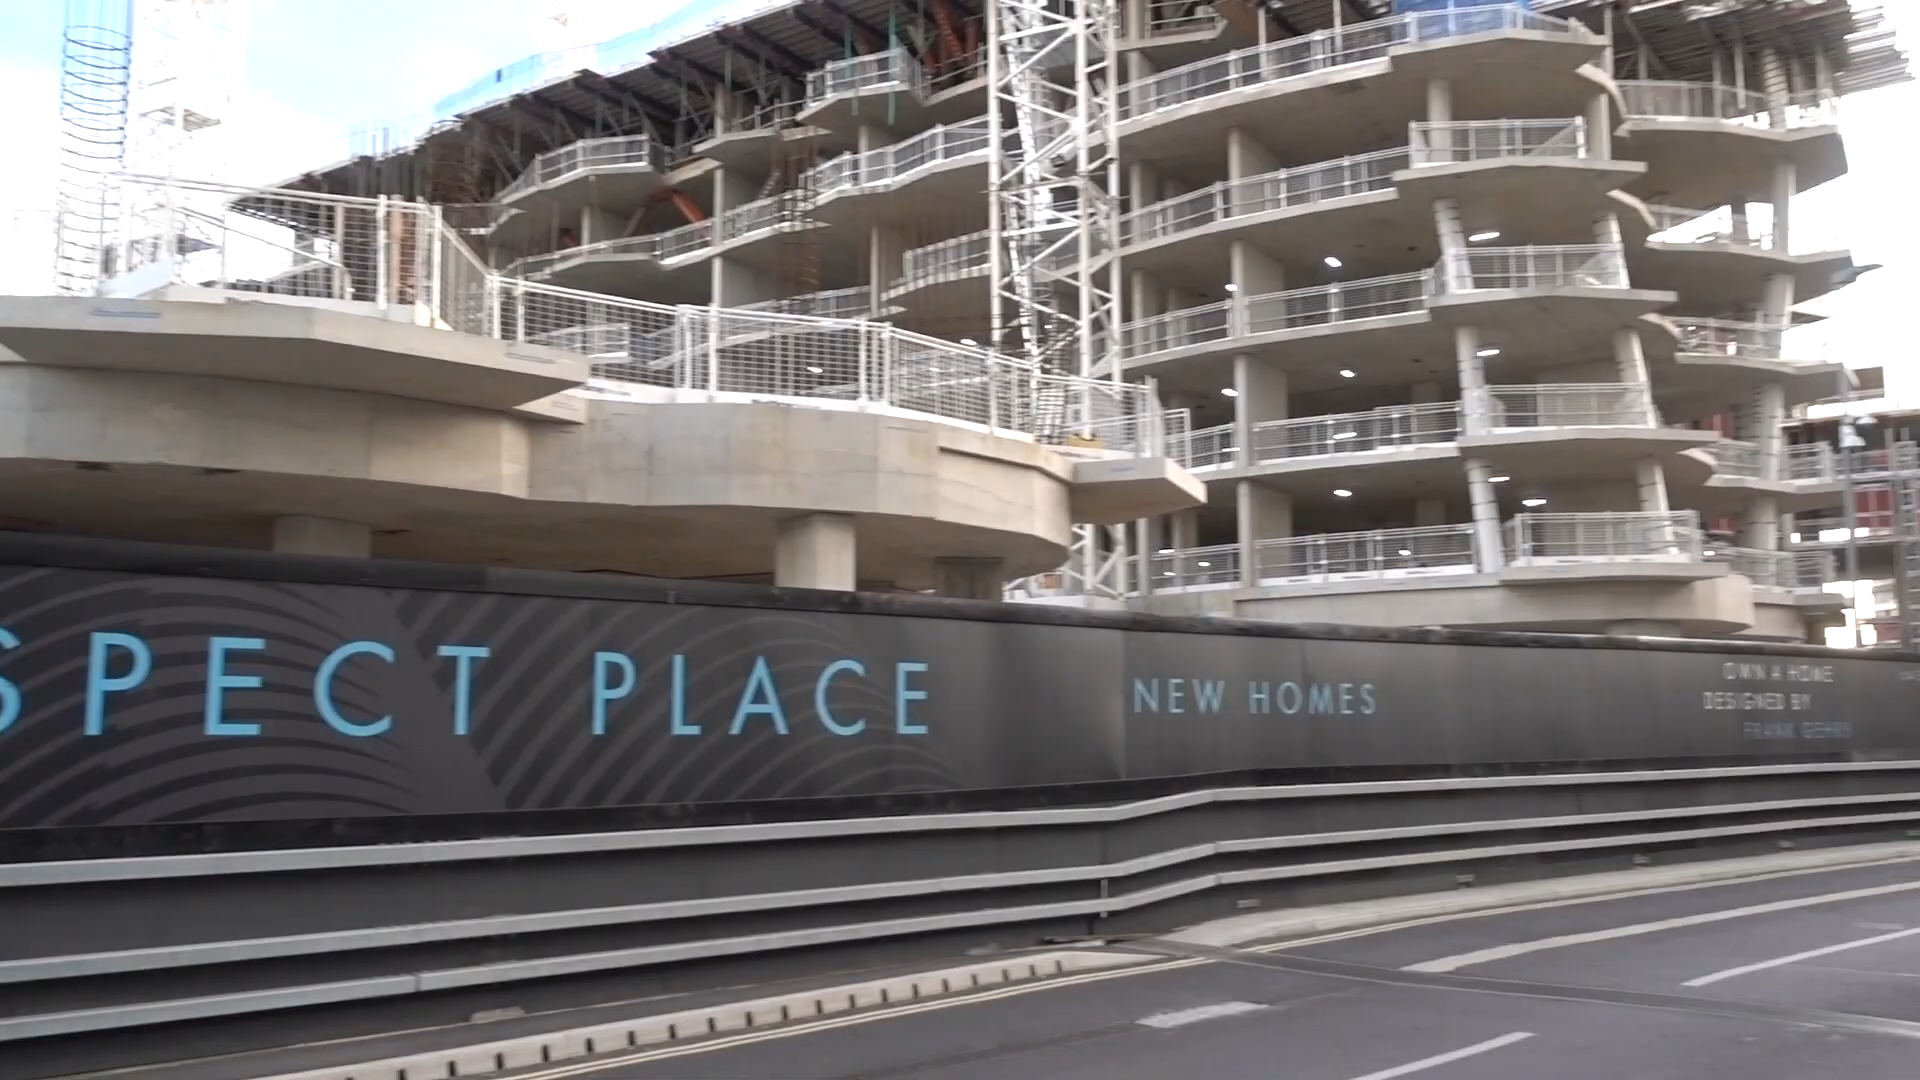 SPECT PLACE
NEW HOMES
OWN A HOME
DESIGNED BY
FRANK GEHRY